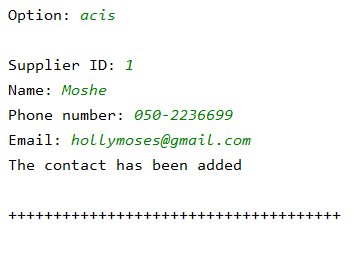 Option: acis
Supplier ID: 1
Name: Moshe
Phone number: 050-2236699
Email: hollymoses@gmail.com
The contact has been added
+++++++++++++++++++++++++++++++++++++